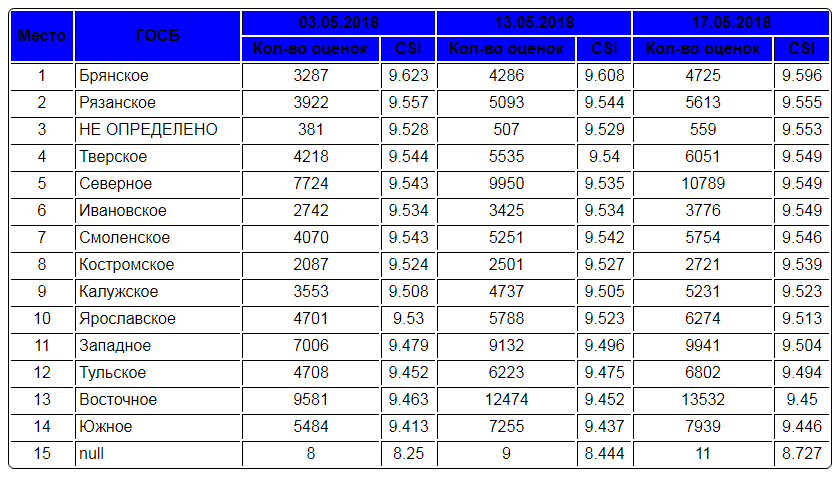 Место ГОСБ 03.05.2018 13.05.2018 17.05.2018
Кол-во оценок CSI Кол-во оценок CSI Кол-во оценок CSI
1 Брянское 3287 9.623 4286 9.608 4725 9.596
2 Рязанское 3922 9.557 5093 9.544 5613 9.555
3 НЕ ОПРЕДЕЛЕНО 381 9.528 507 9.529 559 9.553
4 Тверское 4218 9.544 5535 9.54 6051 9.549
5 Северное 7724 9.543 9950 9.535 10789 9.549
6 Ивановское 2742 9.534 3425 9.534 3776 9.549
7 Смоленское 4070 9.543 5251 9.542 5754 9.546
8 Костромское 2087 9.524 2501 9.527 2721 9.539
9 Калужское 3553 9.508 4737 9.505 5231 9.523
10 Ярославское 4701 9.53 5788 9.523 6274 9.513
11 Западное 7006 9.479 9132 9.496 9941 9.504
12 Тульское 4708 9.452 6223 9.475 6802 9.494
13 Восточное 9581 9.463 12474 9.452 13532 9.45
14 Южное 5484 9.413 7255 9.437 7939 9.446
15 null 8 8.25 9 8.444 11 8.727